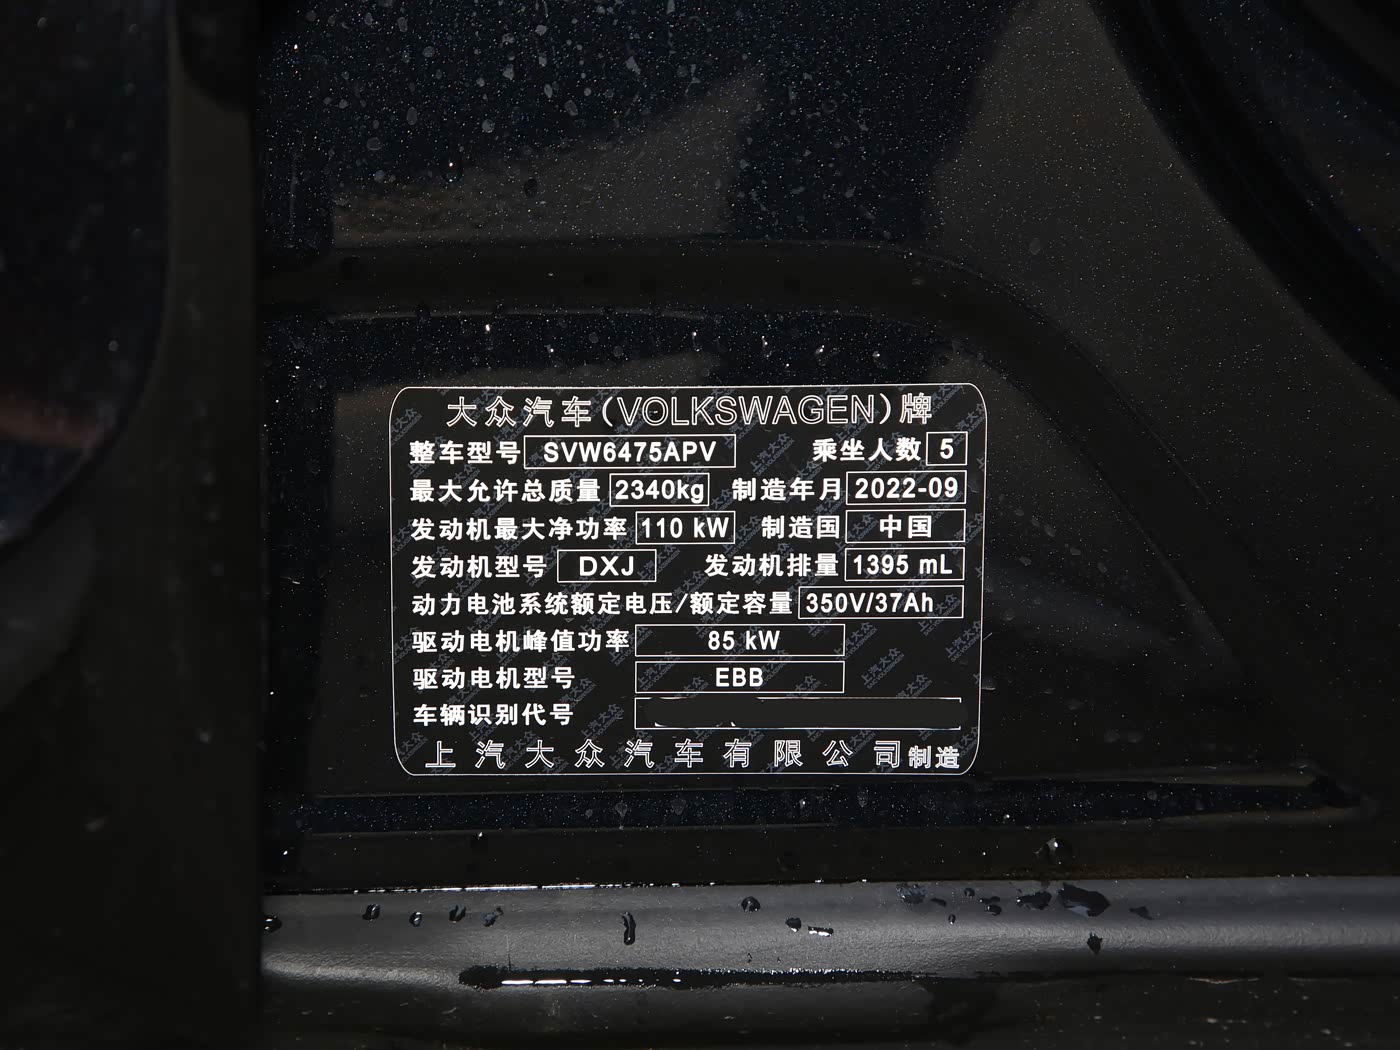 大众汽车(VOLKSWAGEN)牌
整车型号 SVW6475APV 乘坐人数 5
最大允许总质量 2340kg 制造年月 2022-09
发动机最大净功率 110 kW 制造国 中国
发动机型号 DXJ 发动机排量 1395 mL
动力电池系统额定电压/额定容量 350V/37Ah
驱动电机峰值功率 85 kW
驱动电机型号 EBB
车辆识别代号
上汽大众汽车有限公司制造